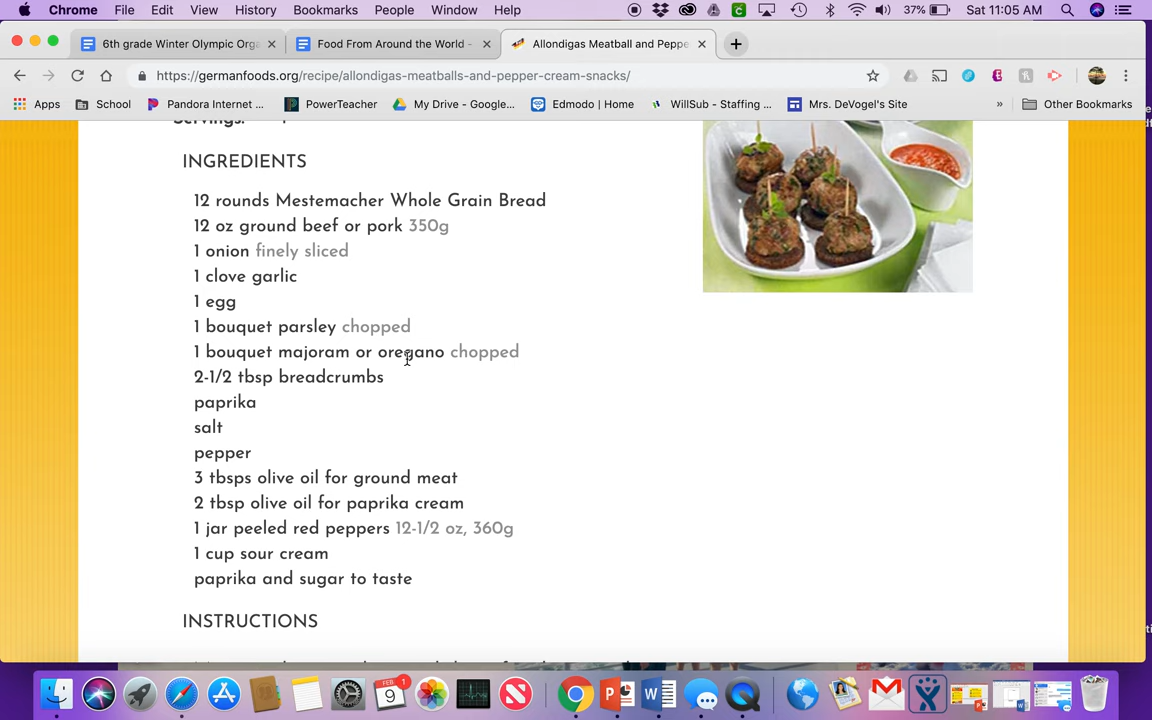 Chrome File Edit View History Bookmarks People Window Help 37% Sat 11:05 AM
6th grade Winter Olympic Orga
Food From Around the World -
Allondigas Meatball and Peppe
https://germanfoods.org/recipe/allondigas-meatballs-and-pepper-cream-snacks/
Apps School Pandora Internet ... PowerTeacher My Drive - Google... Edmodo | Home WillSub - Staffing ... Mrs. DeVogel's Site » Other Bookmarks
Servings:
INGREDIENTS
12 rounds Mestemacher Whole Grain Bread
12 oz ground beef or pork 350g
1 onion finely sliced
1 clove garlic
1 egg
1 bouquet parsley chopped
1 bouquet majoram or oregano chopped
2-1/2 tbsp breadcrumbs
paprika
salt
pepper
3 tbsps olive oil for ground meat
2 tbsp olive oil for paprika cream
1 jar peeled red peppers 12-1/2 oz, 360g
1 cup sour cream
paprika and sugar to taste
INSTRUCTIONS
FEB
9
1